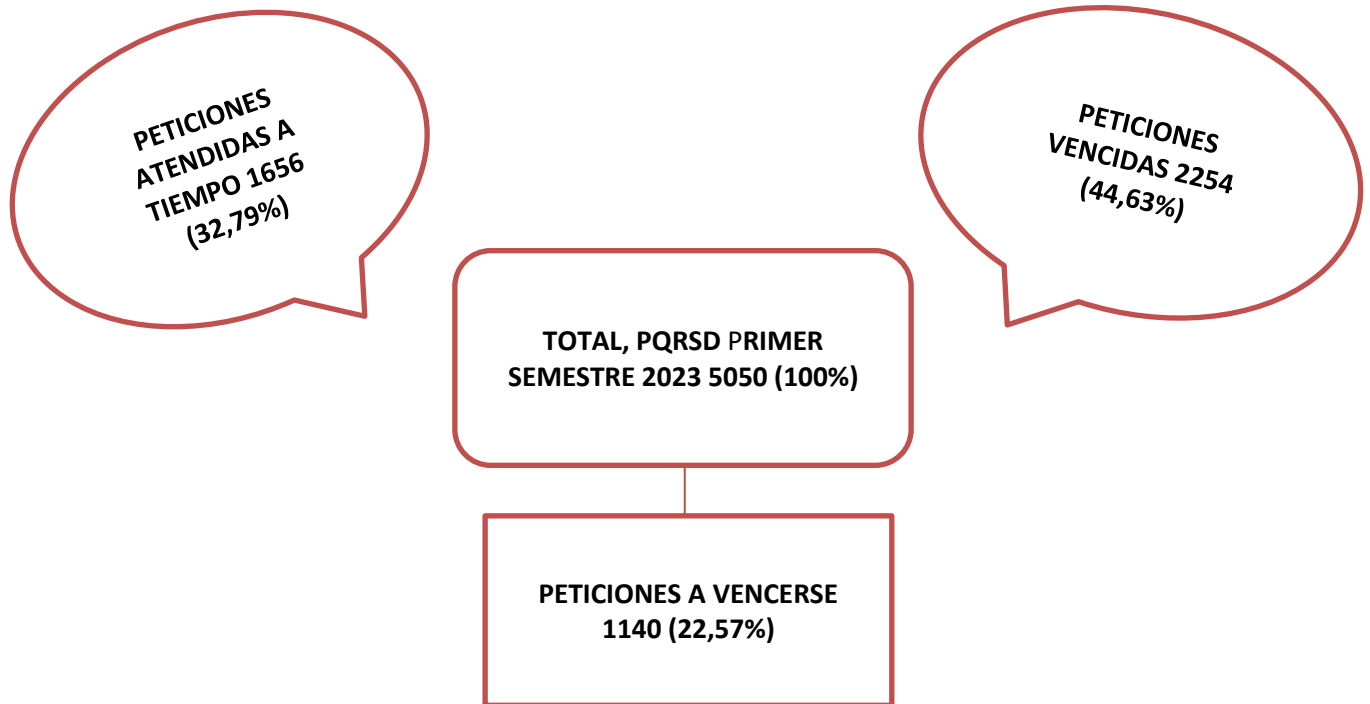 PETICIONES
ATENDIDAS A
TIEMPO 1656
(32,79%)
PETICIONES
VENCIDAS 2254
(44,63%)
TOTAL, PQRSD PRIMER
SEMESTRE 2023 5050 (100%)
PETICIONES A VENCERSE
1140 (22,57%)